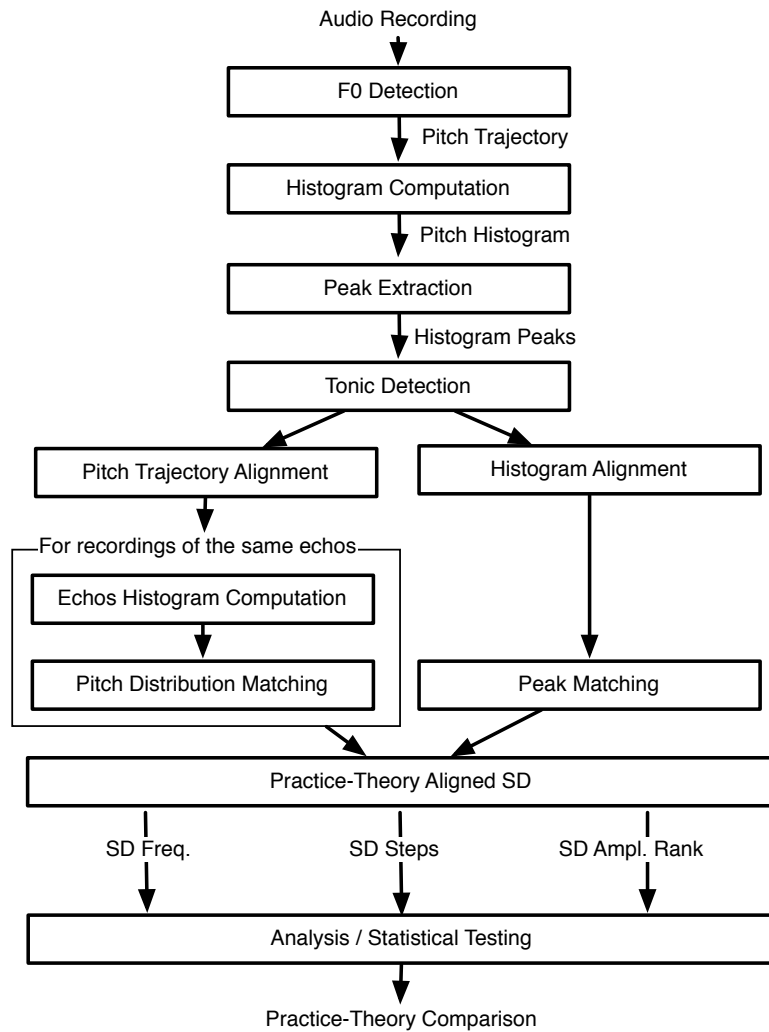 Audio Recording
F0 Detection
Pitch Trajectory
Histogram Computation
Pitch Histogram
Peak Extraction
Histogram Peaks
Tonic Detection
Pitch Trajectory Alignment
Histogram Alignment
For recordings of the same echos
Echos Histogram Computation
Pitch Distribution Matching
Peak Matching
Practice-Theory Aligned SD
SD Freq.
SD Steps
SD Ampl. Rank
Analysis / Statistical Testing
Practice-Theory Comparison